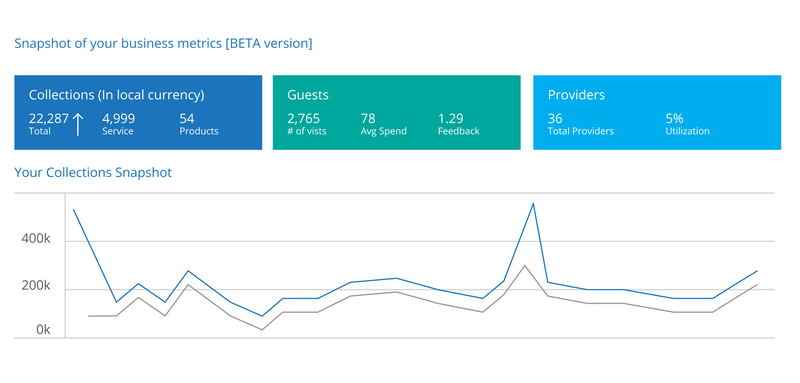 Snapshot of your business metrics [BETA version]
Collections (In local currency)
22,287 4,999 54
Total Service Products
Guests
2,765 78 1.29
# of vists Avg Spend Feedback
Providers
36 5%
Total Providers Utilization
Your Collections Snapshot
400k
200k
0k